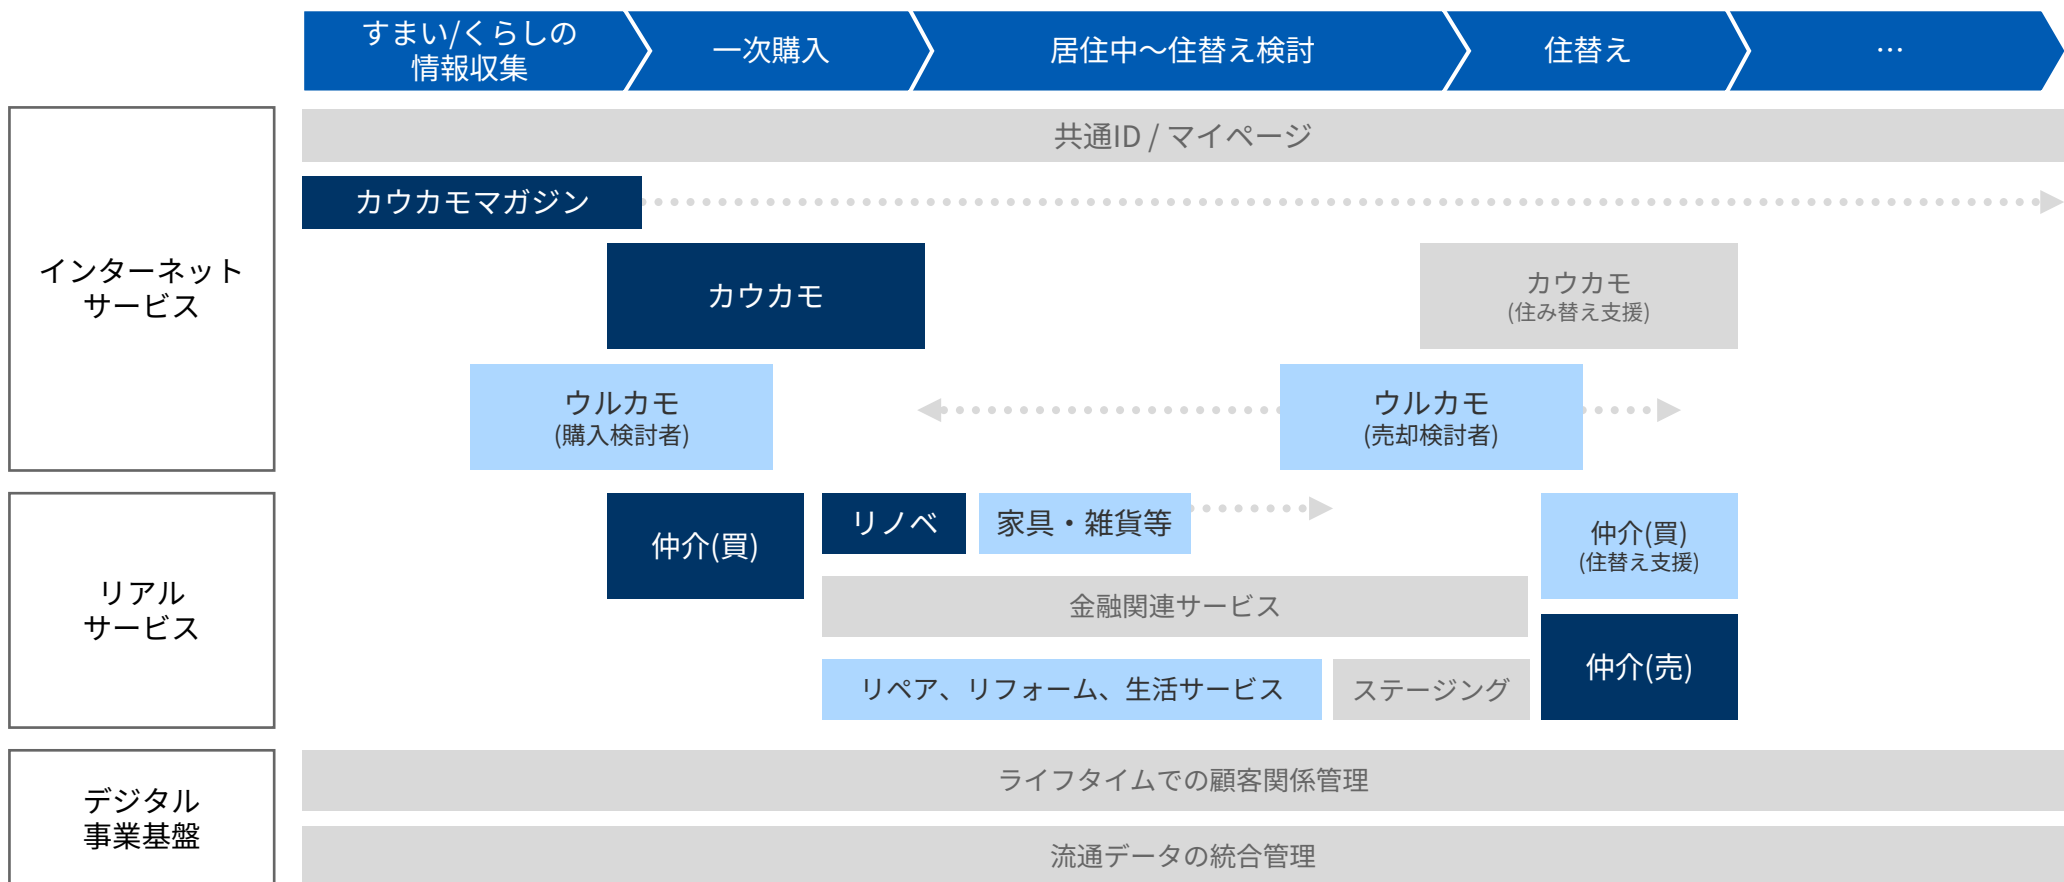 すまい/くらしの
情報収集
一次購入
居住中～住替え検討
住替え
…
インターネット
サービス
共通ID / マイページ
カウカモマガジン
カウカモ
カウカモ
(住み替え支援)
ウルカモ
(購入検討者)
ウルカモ
(売却検討者)
リアル
サービス
仲介(買)
リノベ
家具・雑貨等
仲介(買)
(住替え支援)
金融関連サービス
仲介(売)
リペア、リフォーム、生活サービス
ステージング
デジタル
事業基盤
ライフタイムでの顧客関係管理
流通データの統合管理